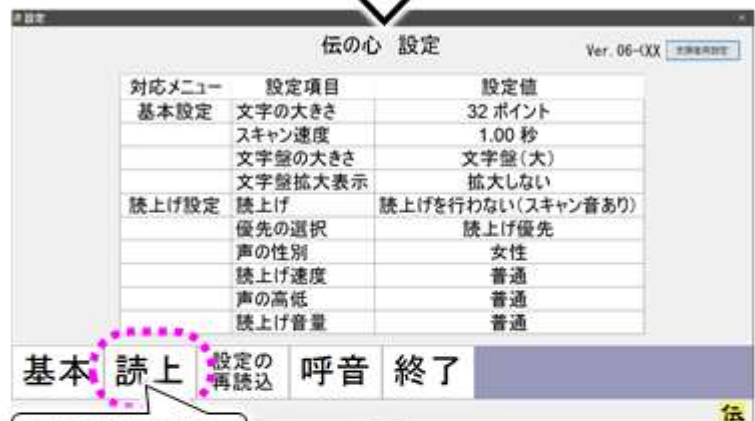 設定
伝の心 設定
Ver. 06-0XX
対応メニュー 設定項目 設定値
基本設定 文字の大きさ 32 ポイント
スキャン速度 1.00 秒
文字盤の大きさ 文字盤(大)
文字盤拡大表示 拡大しない
読上げ設定 読上げ 読上げを行わない(スキャン音あり)
優先の選択 読上げ優先
声の性別 女性
読上げ速度 普通
声の高低 普通
読上げ音量 普通
基本 読上 設定の
再読込 呼音 終了
伝